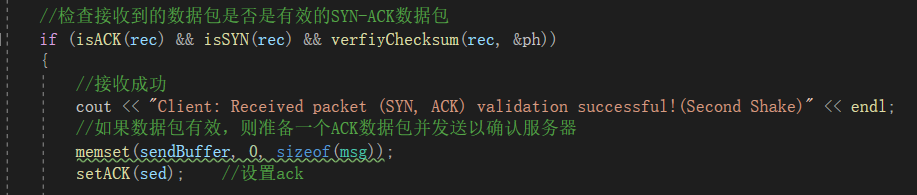 //检查接收到的数据包是否是有效的SYN-ACK数据包
if (isACK(rec) && isSYN(rec) && verfiyChecksum(rec, &ph))
{
//接收成功
cout << "Client: Received packet (SYN, ACK) validation successful!(Second Shake)" << endl;
//如果数据包有效，则准备一个ACK数据包并发送以确认服务器
memset(sendBuffer, 0, sizeof(msg));
setACK(sed); //设置ack